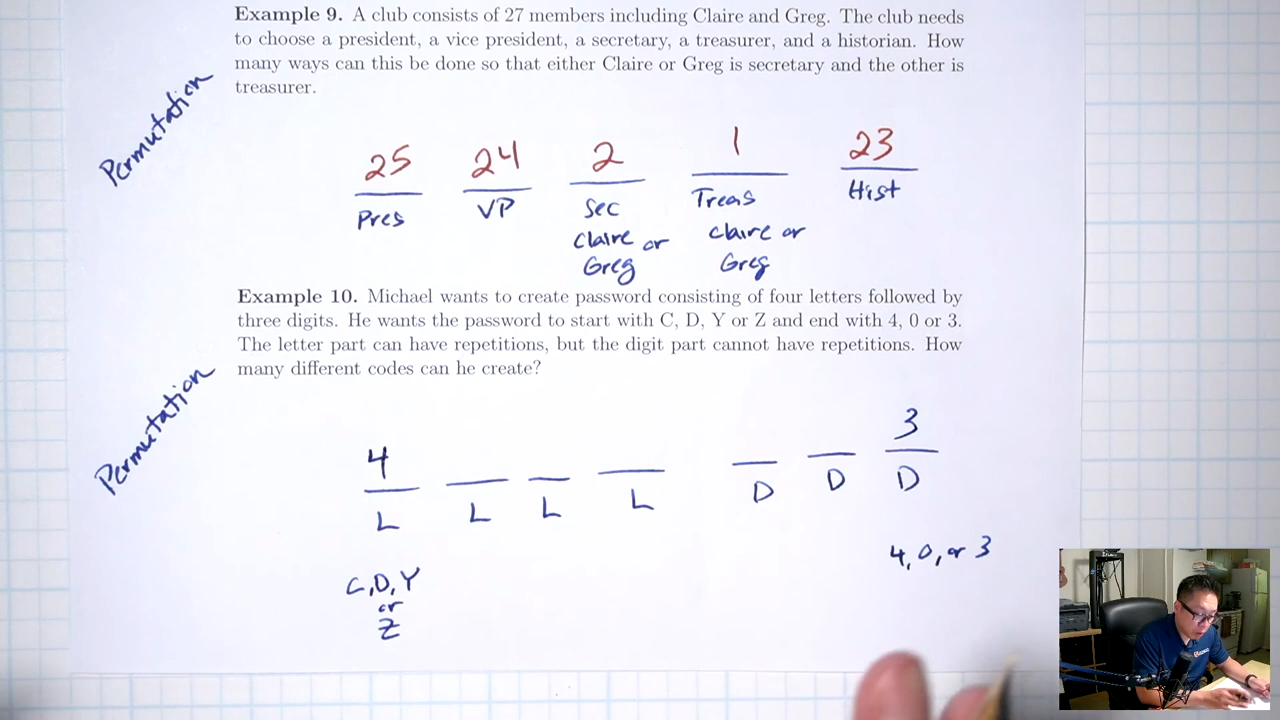 Example 9. A club consists of 27 members including Claire and Greg. The club needs
to choose a president, a vice president, a secretary, a treasurer, and a historian. How
many ways can this be done so that either Claire or Greg is secretary and the other is
treasurer.
Permutation
25 24 2 1 23
Pres VP Sec Treas Hist
Claire or Claire or
Greg Greg
Example 10. Michael wants to create password consisting of four letters followed by
three digits. He wants the password to start with C, D, Y or Z and end with 4, 0 or 3.
The letter part can have repetitions, but the digit part cannot have repetitions. How
many different codes can he create?
Permutation
4 3
L L L L D D D
C, D, Y 4, 0, or 3
or
Z